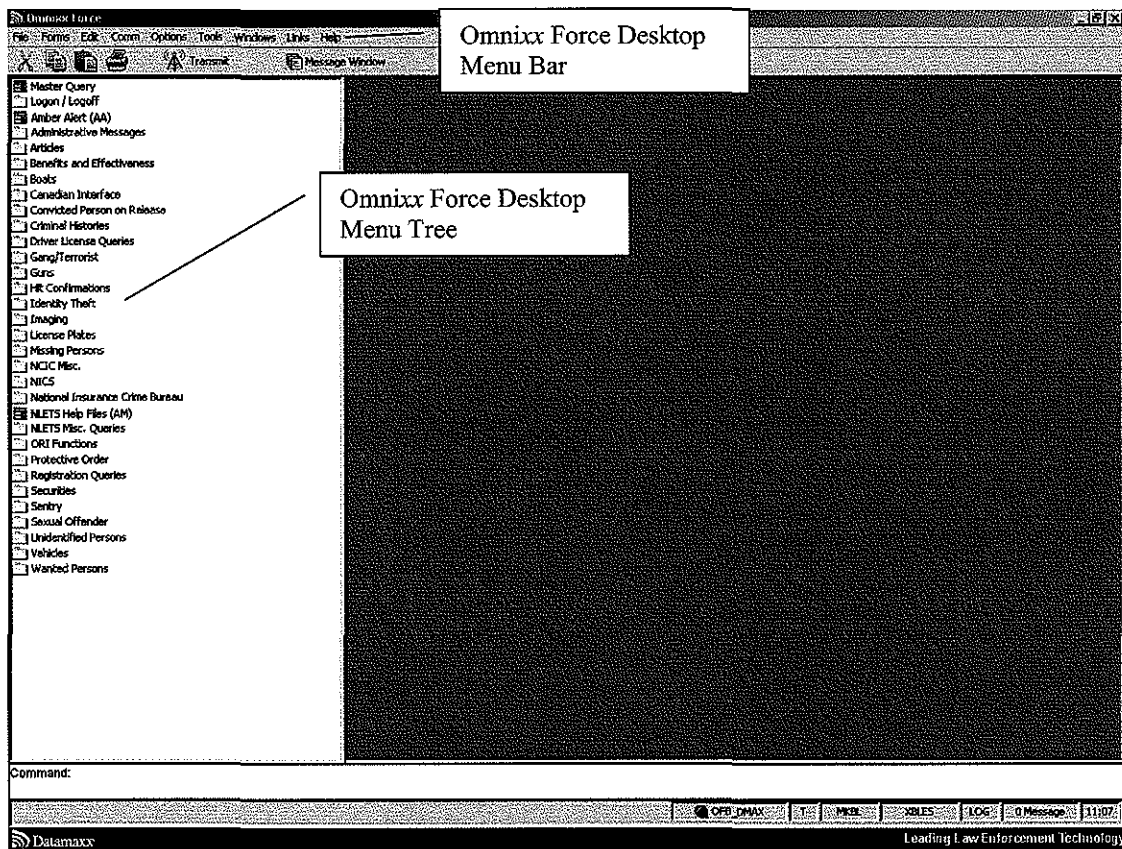 Omnixx Force
File Forms Edit Comm Options Tools Windows Links Help
Transmit Message Window
Omnixx Force Desktop
Menu Bar
Master Query
Logon / Logoff
Amber Alert (AA)
Administrative Messages
Articles
Benefits and Effectiveness
Boats
Canadian Interface
Convicted Person on Release
Criminal Histories
Driver License Queries
Gang/Terrorist
Guns
Hit Confirmations
Identity Theft
Imaging
License Plates
Missing Persons
NCIC Misc.
NICS
National Insurance Crime Bureau
NLETS Help Files (AM)
NLETS Misc. Queries
ORI Functions
Protective Order
Registration Queries
Securities
Sentry
Sexual Offender
Unidentified Persons
Vehicles
Wanted Persons
Omnixx Force Desktop
Menu Tree
Command:
OFB_DMAX T MKBL XBLES LOG 0 Message 11:07
Datamaxx Leading Law Enforcement Technology